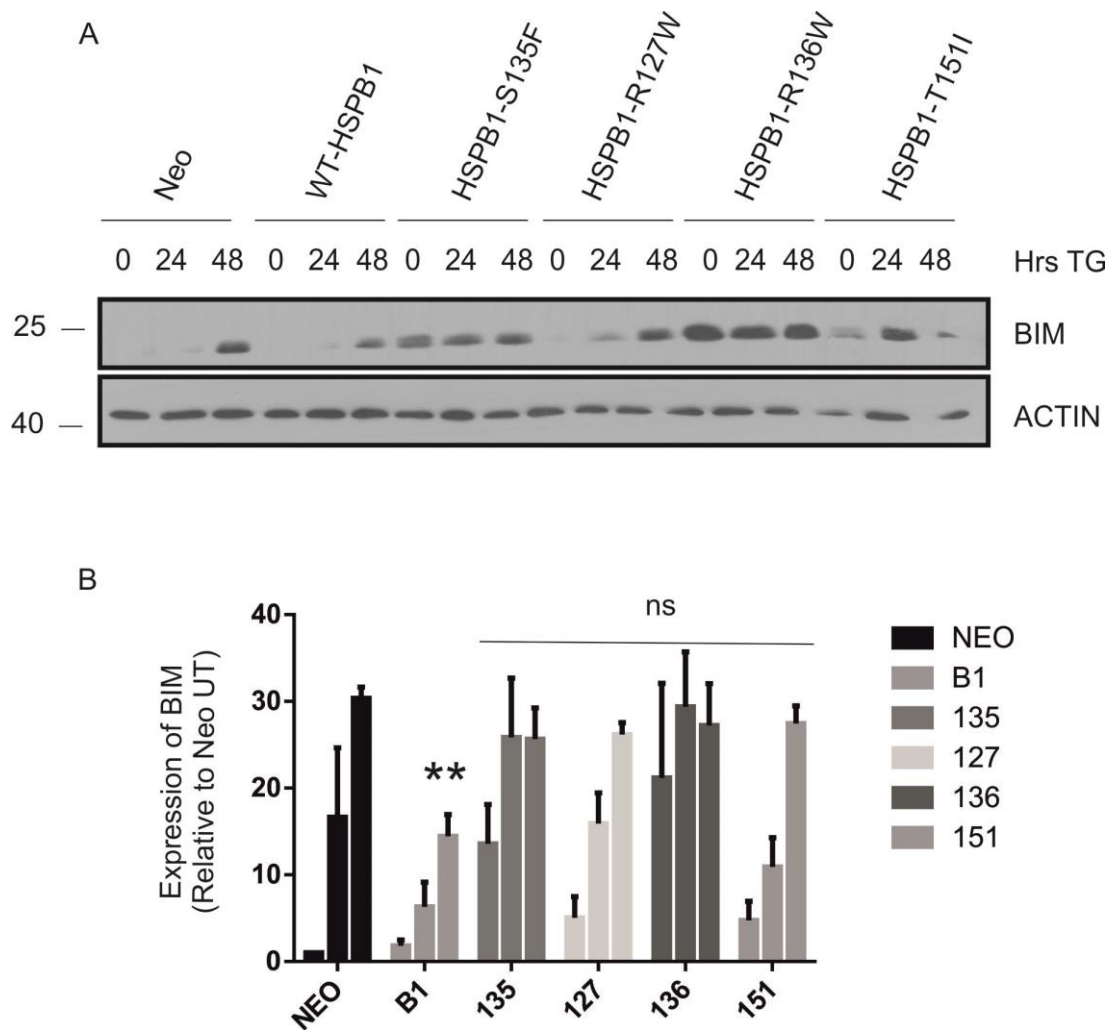 A
Neo
WT-HSPB1
HSPB1-S135F
HSPB1-R127W
HSPB1-R136W
HSPB1-T151I
0 24 48 0 24 48 0 24 48 0 24 48 0 24 48 0 24 48 Hrs TG
25 BIM
40 ACTIN
B
Expression of BIM
(Relative to Neo UT)
40
30
20
10
0
**
ns
NEO B1 135 127 136 151
NEO
B1
135
127
136
151